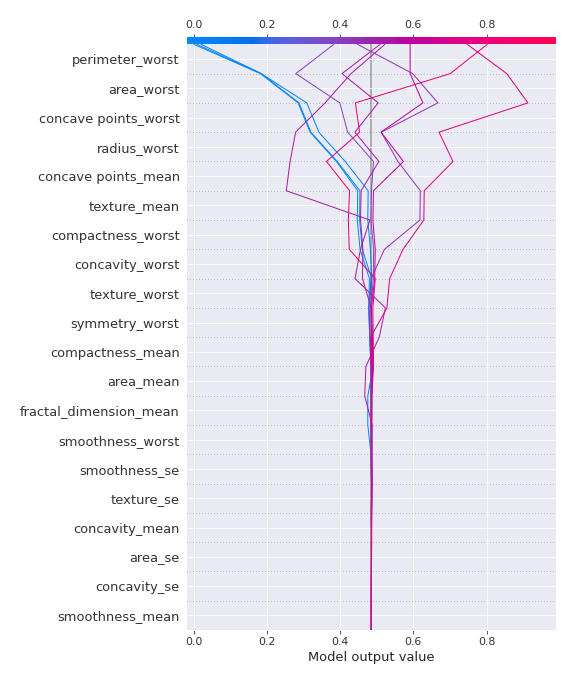 0.0 0.2 0.4 0.6 0.8
perimeter_worst
area_worst
concave points_worst
radius_worst
concave points_mean
texture_mean
compactness_worst
concavity_worst
texture_worst
symmetry_worst
compactness_mean
area_mean
fractal_dimension_mean
smoothness_worst
smoothness_se
texture_se
concavity_mean
area_se
concavity_se
smoothness_mean
0.0 0.2 0.4 0.6 0.8
Model output value